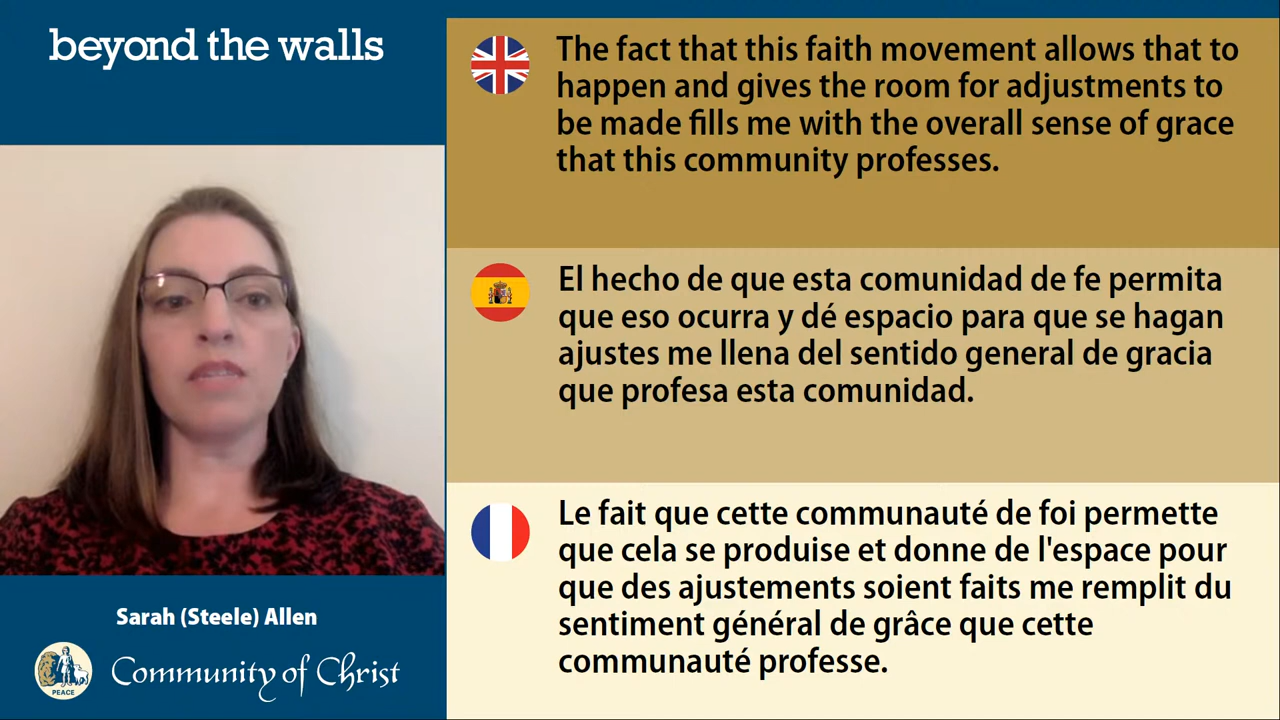 beyond the walls
The fact that this faith movement allows that to
happen and gives the room for adjustments to
be made fills me with the overall sense of grace
that this community professes.
El hecho de que esta comunidad de fe permita
que eso ocurra y dé espacio para que se hagan
ajustes me llena del sentido general de gracia
que profesa esta comunidad.
Le fait que cette communauté de foi permette
que cela se produise et donne de l'espace pour
que des ajustements soient faits me remplit du
sentiment général de grâce que cette
communauté professe.
Sarah (Steele) Allen
PEACE
Community of Christ